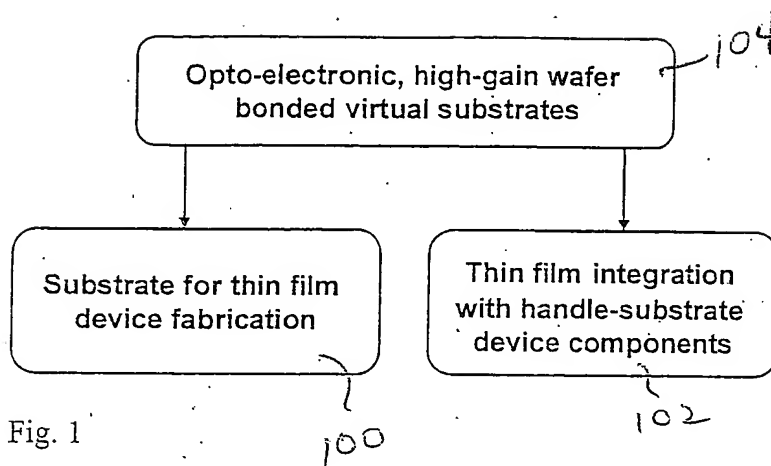 104
Opto-electronic, high-gain wafer
bonded virtual substrates
Substrate for thin film
device fabrication
Thin film integration
with handle-substrate
device components
100
102
Fig. 1